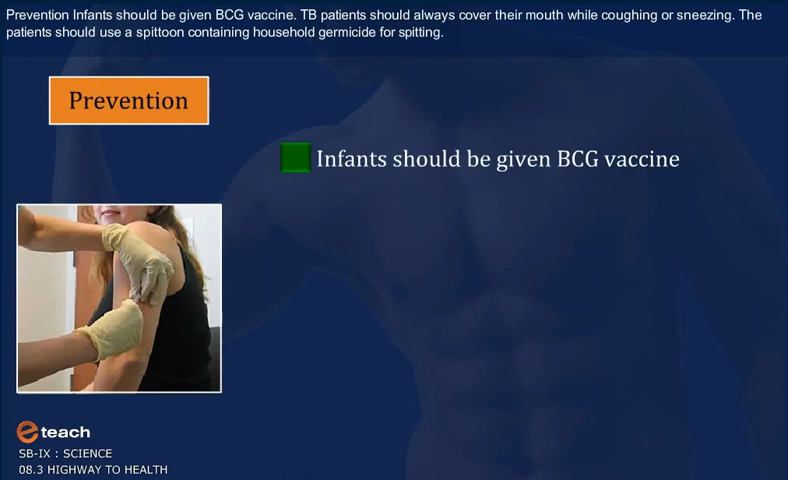 Prevention Infants should be given BCG vaccine. TB patients should always cover their mouth while coughing or sneezing. The
patients should use a spittoon containing household germicide for spitting.
Prevention
Infants should be given BCG vaccine
e teach
SB-IX : SCIENCE
08.3 HIGHWAY TO HEALTH